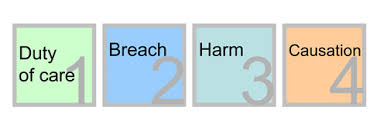 Duty
of care
1
Breach
2
Harm
3
Causation
4